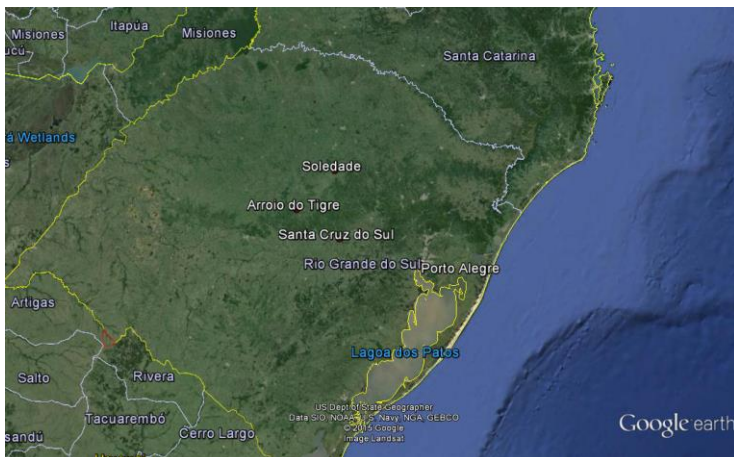 Misiones
ucú
Itapúa
Misiones
Santa Catarina
á Wetlands
s
Soledade
Arroio do Tigre
Santa Cruz do Sul
Rio Grande do Sul
Porto Alegre
Artigas
Lagoa dos Patos
Salto
Rivera
US Dept of State Geographer
Data SIO, NOAA, U.S. Navy, NGA, GEBCO
© 2015 Google
Image Landsat
Tacuarembó
Cerro Largo
sandú
Google earth